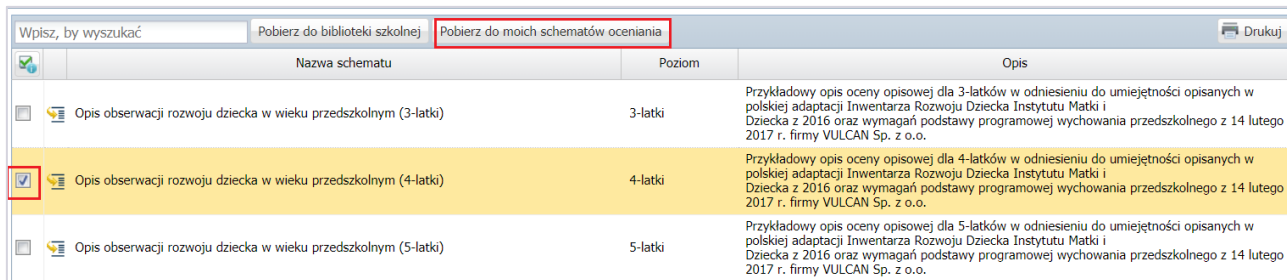 Wpisz, by wyszukać Pobierz do biblioteki szkolnej Pobierz do moich schematów oceniania Drukuj
Nazwa schematu Poziom Opis
Opis obserwacji rozwoju dziecka w wieku przedszkolnym (3-latki) 3-latki
Przykładowy opis oceny opisowej dla 3-latków w odniesieniu do umiejętności opisanych w
polskiej adaptacji Inwentarza Rozwoju Dziecka Instytutu Matki i
Dziecka z 2016 oraz wymagań podstawy programowej wychowania przedszkolnego z 14 lutego
2017 r. firmy VULCAN Sp. z o.o.
Opis obserwacji rozwoju dziecka w wieku przedszkolnym (4-latki) 4-latki
Przykładowy opis oceny opisowej dla 4-latków w odniesieniu do umiejętności opisanych w
polskiej adaptacji Inwentarza Rozwoju Dziecka Instytutu Matki i
Dziecka z 2016 oraz wymagań podstawy programowej wychowania przedszkolnego z 14 lutego
2017 r. firmy VULCAN Sp. z o.o.
Opis obserwacji rozwoju dziecka w wieku przedszkolnym (5-latki) 5-latki
Przykładowy opis oceny opisowej dla 5-latków w odniesieniu do umiejętności opisanych w
polskiej adaptacji Inwentarza Rozwoju Dziecka Instytutu Matki i
Dziecka z 2016 oraz wymagań podstawy programowej wychowania przedszkolnego z 14 lutego
2017 r. firmy VULCAN Sp. z o.o.